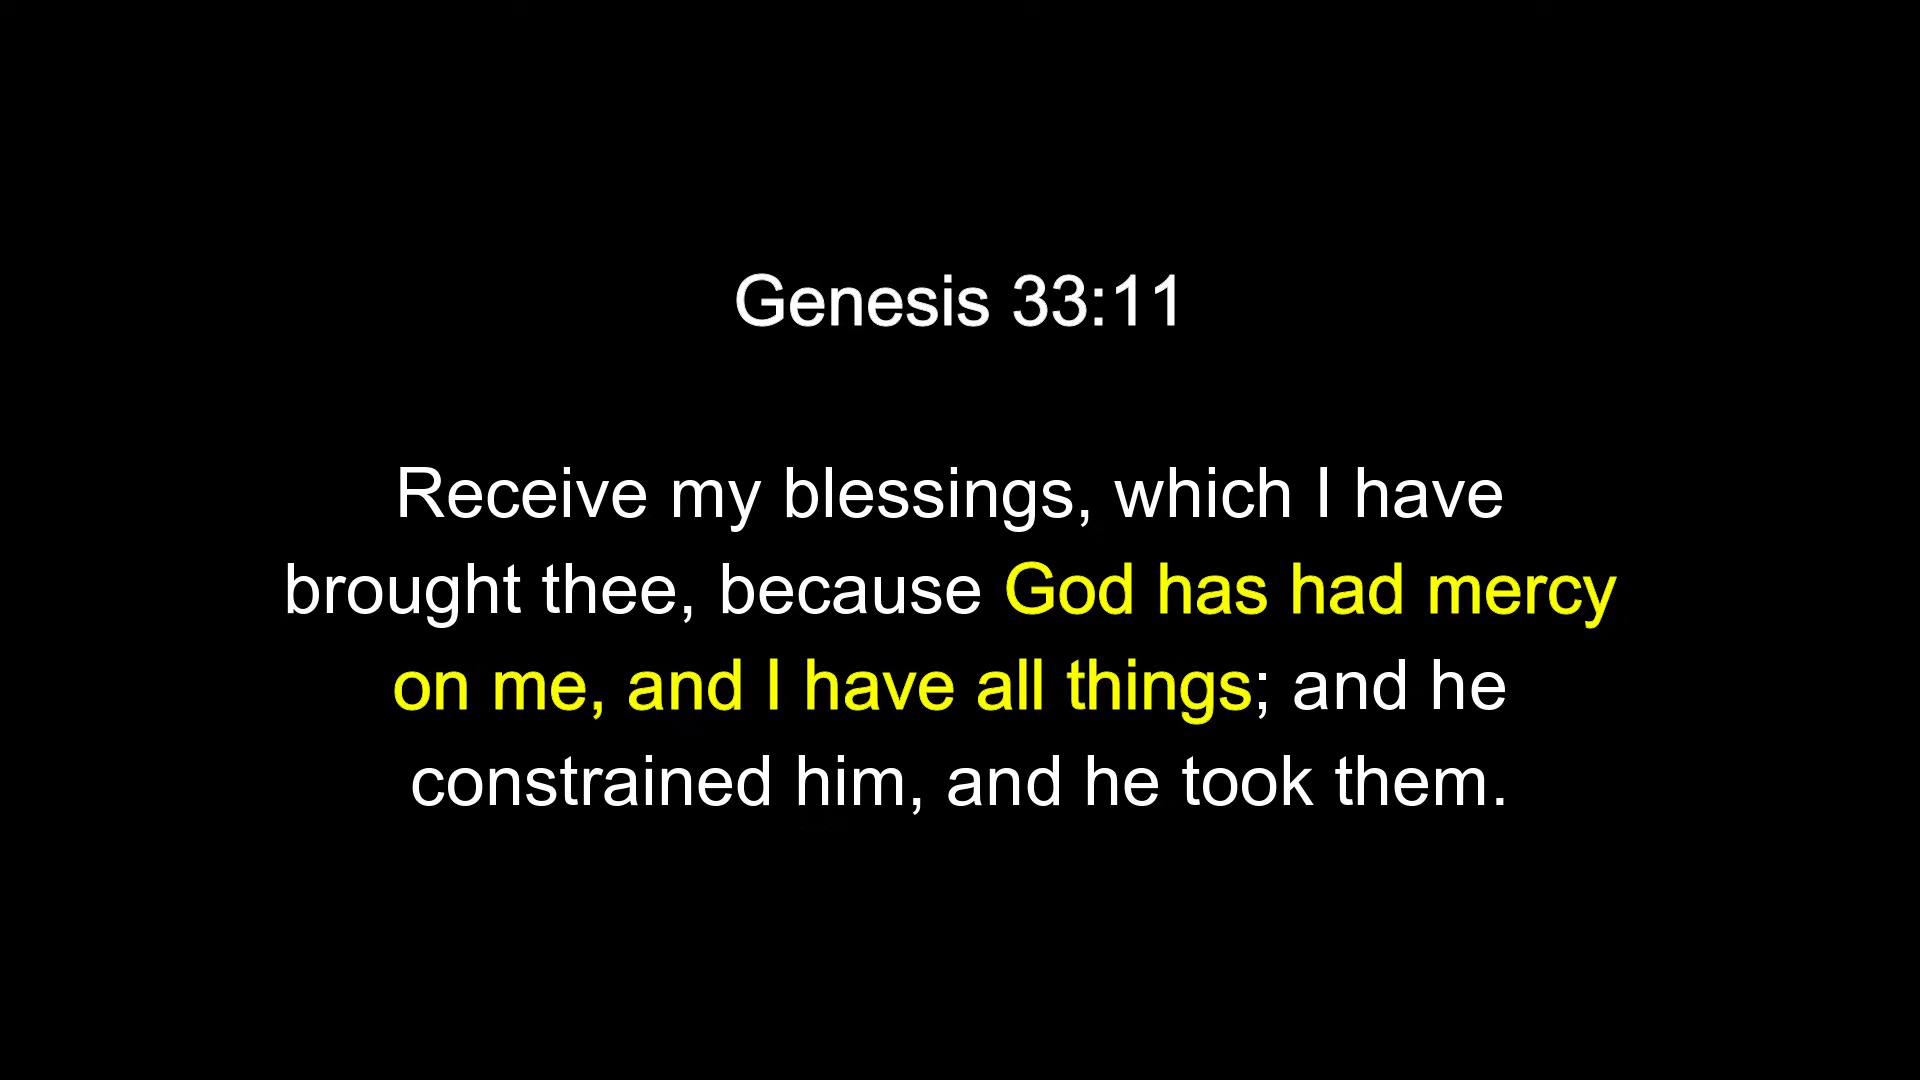 Genesis 33:11
Receive my blessings, which I have
brought thee, because God has had mercy
on me, and I have all things; and he
constrained him, and he took them.